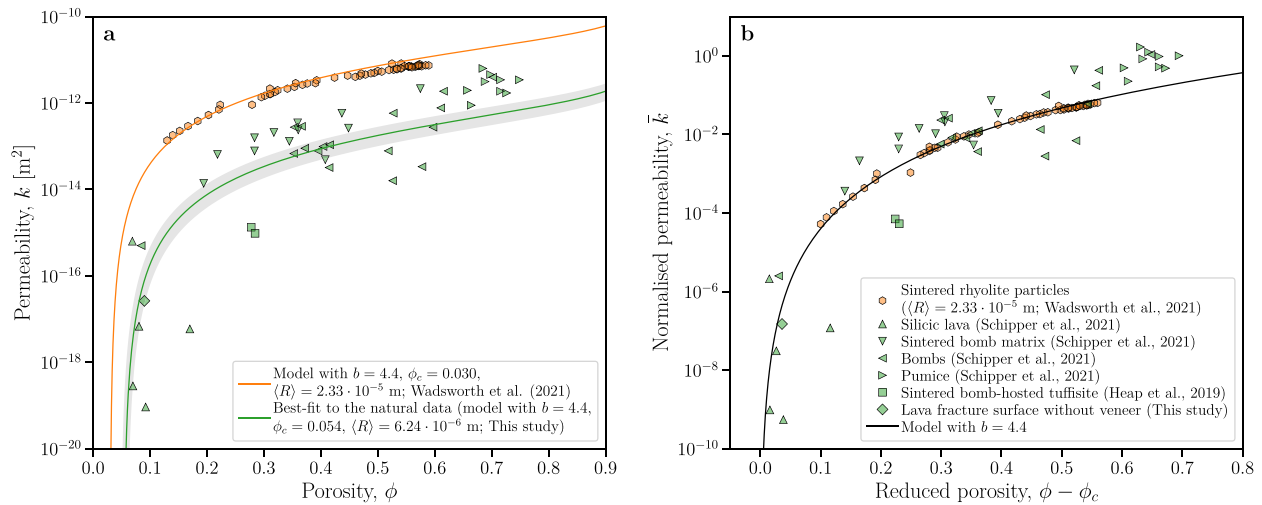 a
10⁻¹⁰
10⁻¹²
10⁻¹⁴
10⁻¹⁶
10⁻¹⁸
10⁻²⁰
Permeability, k [m²]
0.0 0.1 0.2 0.3 0.4 0.5 0.6 0.7 0.8 0.9
Porosity, ϕ
Model with b = 4.4, ϕ_c = 0.030,
⟨R⟩ = 2.33 · 10⁻⁵ m; Wadsworth et al. (2021)
Best-fit to the natural data (model with b = 4.4,
ϕ_c = 0.054, ⟨R⟩ = 6.24 · 10⁻⁶ m; This study)
b
10⁰
10⁻²
10⁻⁴
10⁻⁶
10⁻⁸
10⁻¹⁰
Normalised permeability, k̄
0.0 0.1 0.2 0.3 0.4 0.5 0.6 0.7 0.8
Reduced porosity, ϕ − ϕ_c
Sintered rhyolite particles
(⟨R⟩ = 2.33 · 10⁻⁵ m; Wadsworth et al., 2021)
Silicic lava (Schipper et al., 2021)
Sintered bomb matrix (Schipper et al., 2021)
Bombs (Schipper et al., 2021)
Pumice (Schipper et al., 2021)
Sintered bomb-hosted tuffisite (Heap et al., 2019)
Lava fracture surface without veneer (This study)
Model with b = 4.4